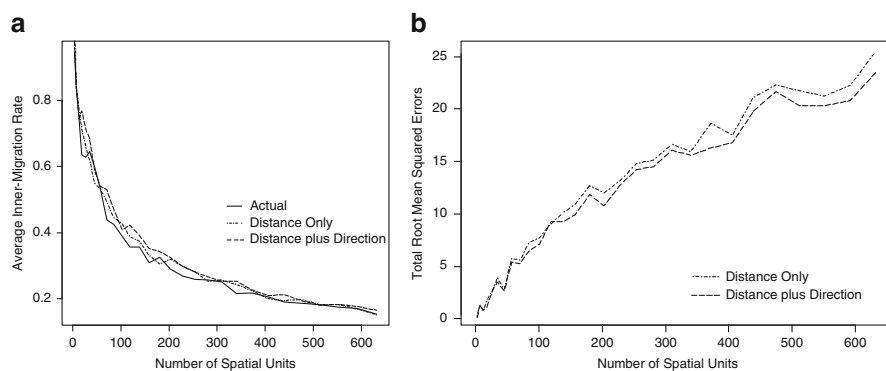 a
Average Inner-Migration Rate
0.8
0.6
0.4
0.2
Actual
Distance Only
Distance plus Direction
0 100 200 300 400 500 600
Number of Spatial Units
b
Total Root Mean Squared Errors
25
20
15
10
5
0
Distance Only
Distance plus Direction
0 100 200 300 400 500 600
Number of Spatial Units